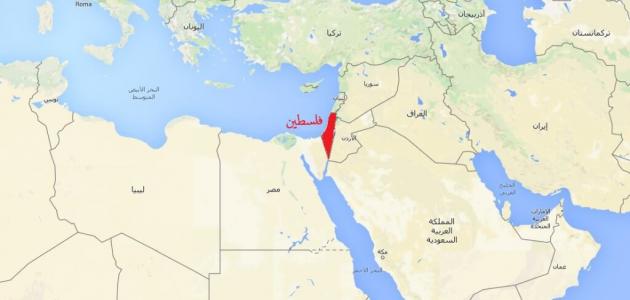 Roma
اليونان
تركيا
أذربيجان
تركمانستان
تونس
البحر الأبيض
المتوسط
سوريا
العراق
إيران
فلسطين
الأردن
ليبيا
مصر
الخليج
العربي
الإمارات
العربية
المتحدة
المملكة
العربية
السعودية
مكة
عمان
البحر الأحمر